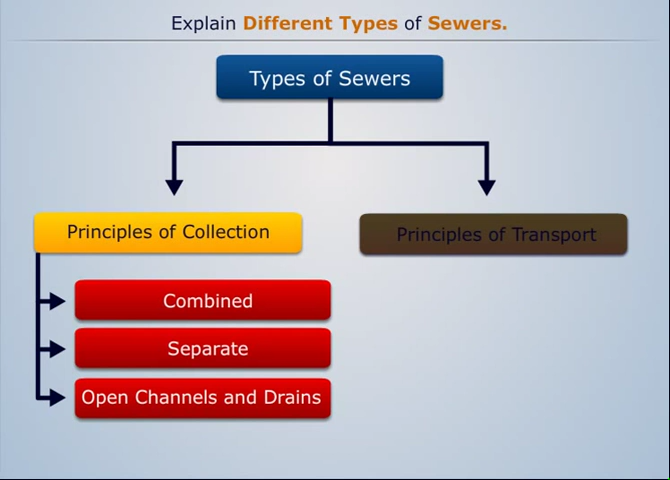 Explain Different Types of Sewers.
Types of Sewers
Principles of Collection
Principles of Transport
Combined
Separate
Open Channels and Drains